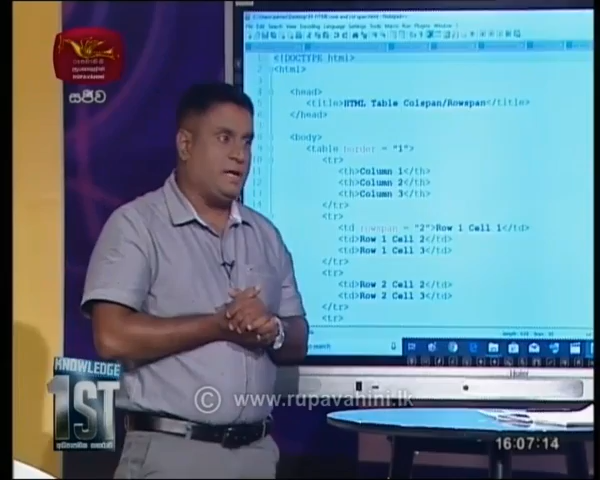 සජීව
<!DOCTYPE html>
<html>
<head>
<title>HTML Table Colspan/Rowspan</title>
</head>
<body>
<table border = "1">
<tr>
<th>Column 1</th>
<th>Column 2</th>
<th>Column 3</th>
</tr>
<tr>
<td rowspan = "2">Row 1 Cell 1</td>
<td>Row 1 Cell 2</td>
<td>Row 1 Cell 3</td>
</tr>
<tr>
<td>Row 2 Cell 2</td>
<td>Row 2 Cell 3</td>
</tr>
<tr>
Haier
KNOWLEDGE
1ST
© www.rupavahini.lk
16:07:14